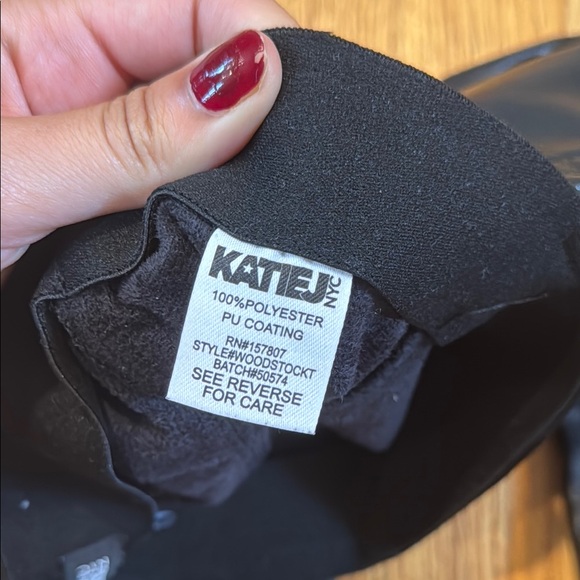 KATIEJ NYC
100%POLYESTER
PU COATING
RN#157807
STYLE#WOODSTOCKT
BATCH#50574
SEE REVERSE
FOR CARE